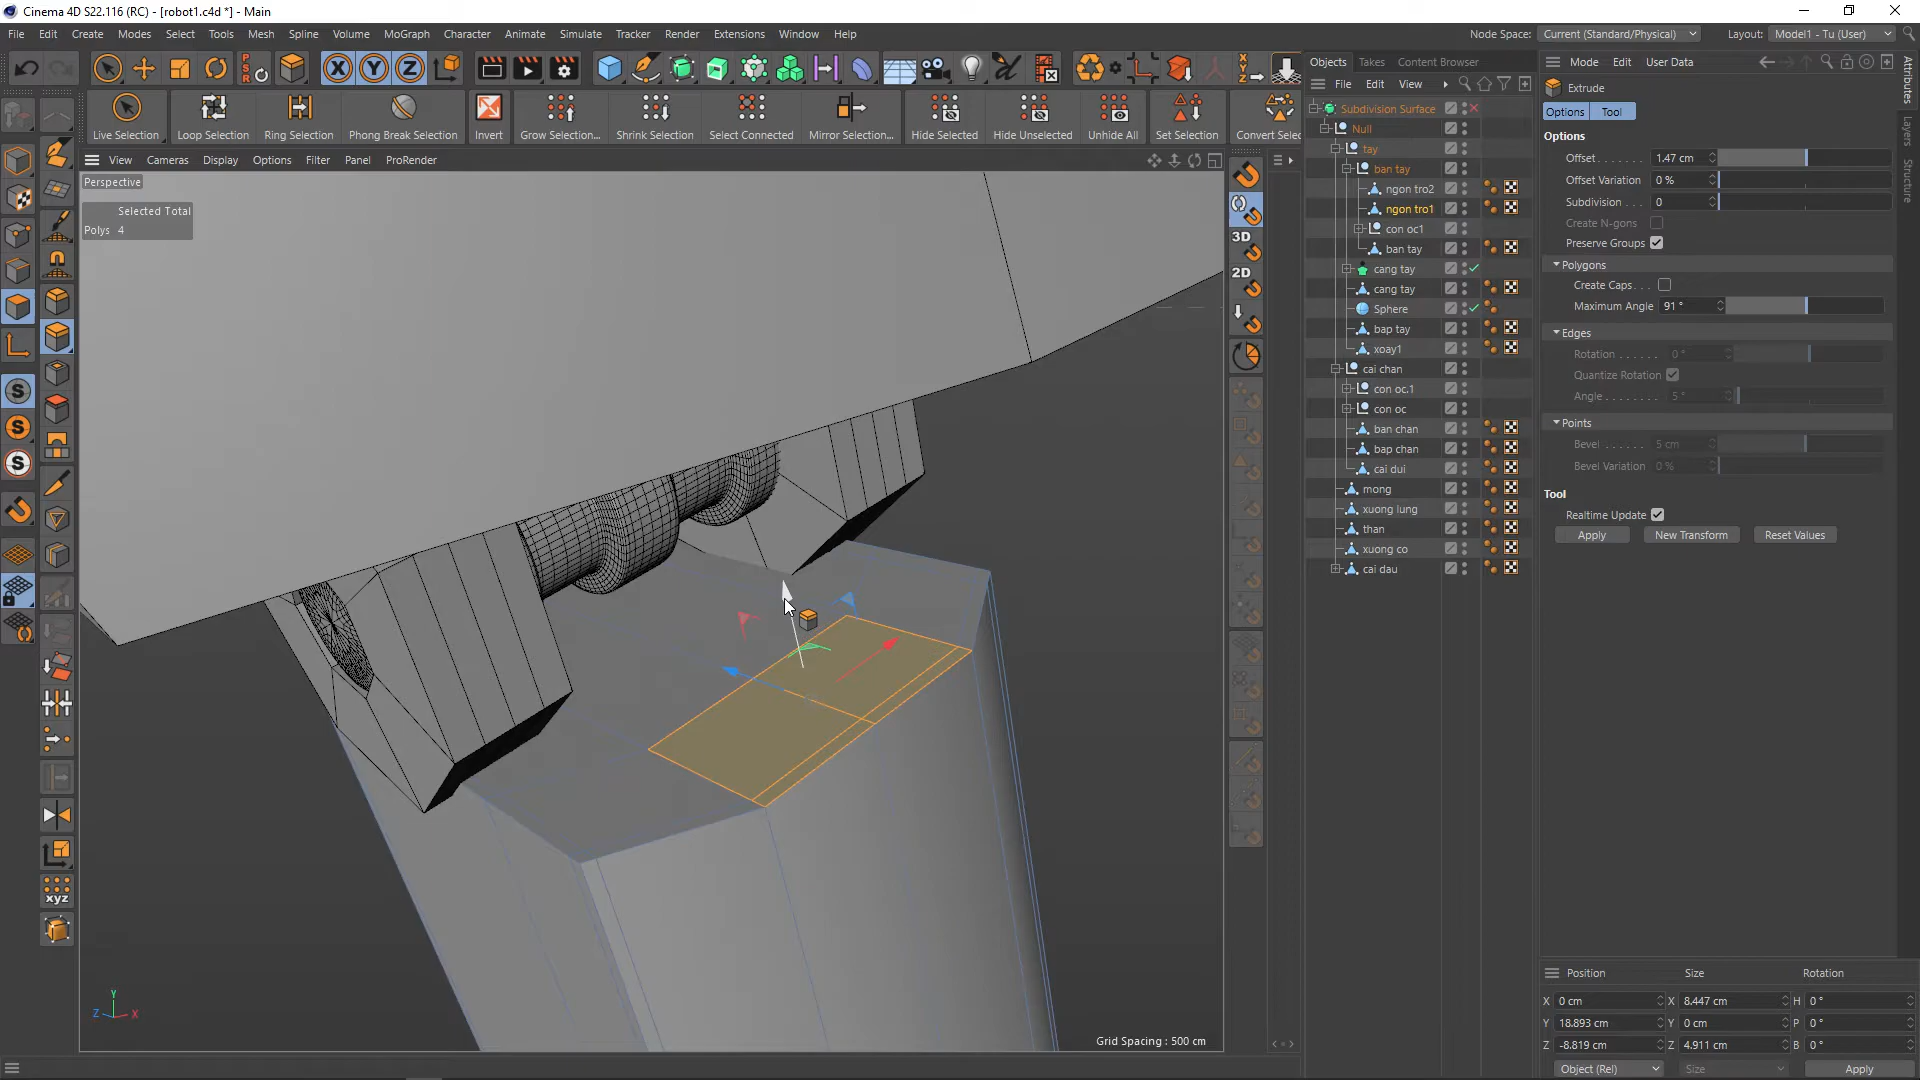 Cinema 4D S22.116 (RC) - [robot1.c4d *] - Main
File Edit Create Modes Select Tools Mesh Spline Volume MoGraph Character Animate Simulate Tracker Render Extensions Window Help Node Space: Current (Standard/Physical) Layout: Model1 - Tu (User)
Objects Takes Content Browser Mode Edit User Data
File Edit View
Extrude
Live Selection Loop Selection Ring Selection Phong Break Selection Invert Grow Selection... Shrink Selection Select Connected Mirror Selection... Hide Selected Hide Unselected Unhide All Set Selection Convert Selec
Options Tool
View Cameras Display Options Filter Panel ProRender
Perspective
Selected Total
Polys 4
X Y Z
3D
2D
S
S
S
xyz
Y
Z X
Grid Spacing : 500 cm
Subdivision Surface
Null
tay
ban tay
ngon tro2
ngon tro1
con oc1
ban tay
cang tay
cang tay
Sphere
bap tay
xoay1
cai chan
con oc.1
con oc
ban chan
bap chan
cai dui
mong
xuong lung
than
xuong co
cai dau
Options
Offset . . . . . . . 1.47 cm
Offset Variation 0 %
Subdivision . . . 0
Create N-gons
Preserve Groups
Polygons
Create Caps. . .
Maximum Angle 91 °
Edges
Rotation . . . . . . 0 °
Quantize Rotation
Angle . . . . . . . . 5 °
Points
Bevel . . . . . . . . 5 cm
Bevel Variation 0 %
Tool
Realtime Update
Apply New Transform Reset Values
Attributes
Layers
Structure
Position Size Rotation
X 0 cm X 8.447 cm H 0 °
Y 18.893 cm Y 0 cm P 0 °
Z -8.819 cm Z 4.911 cm B 0 °
Object (Rel) Size Apply